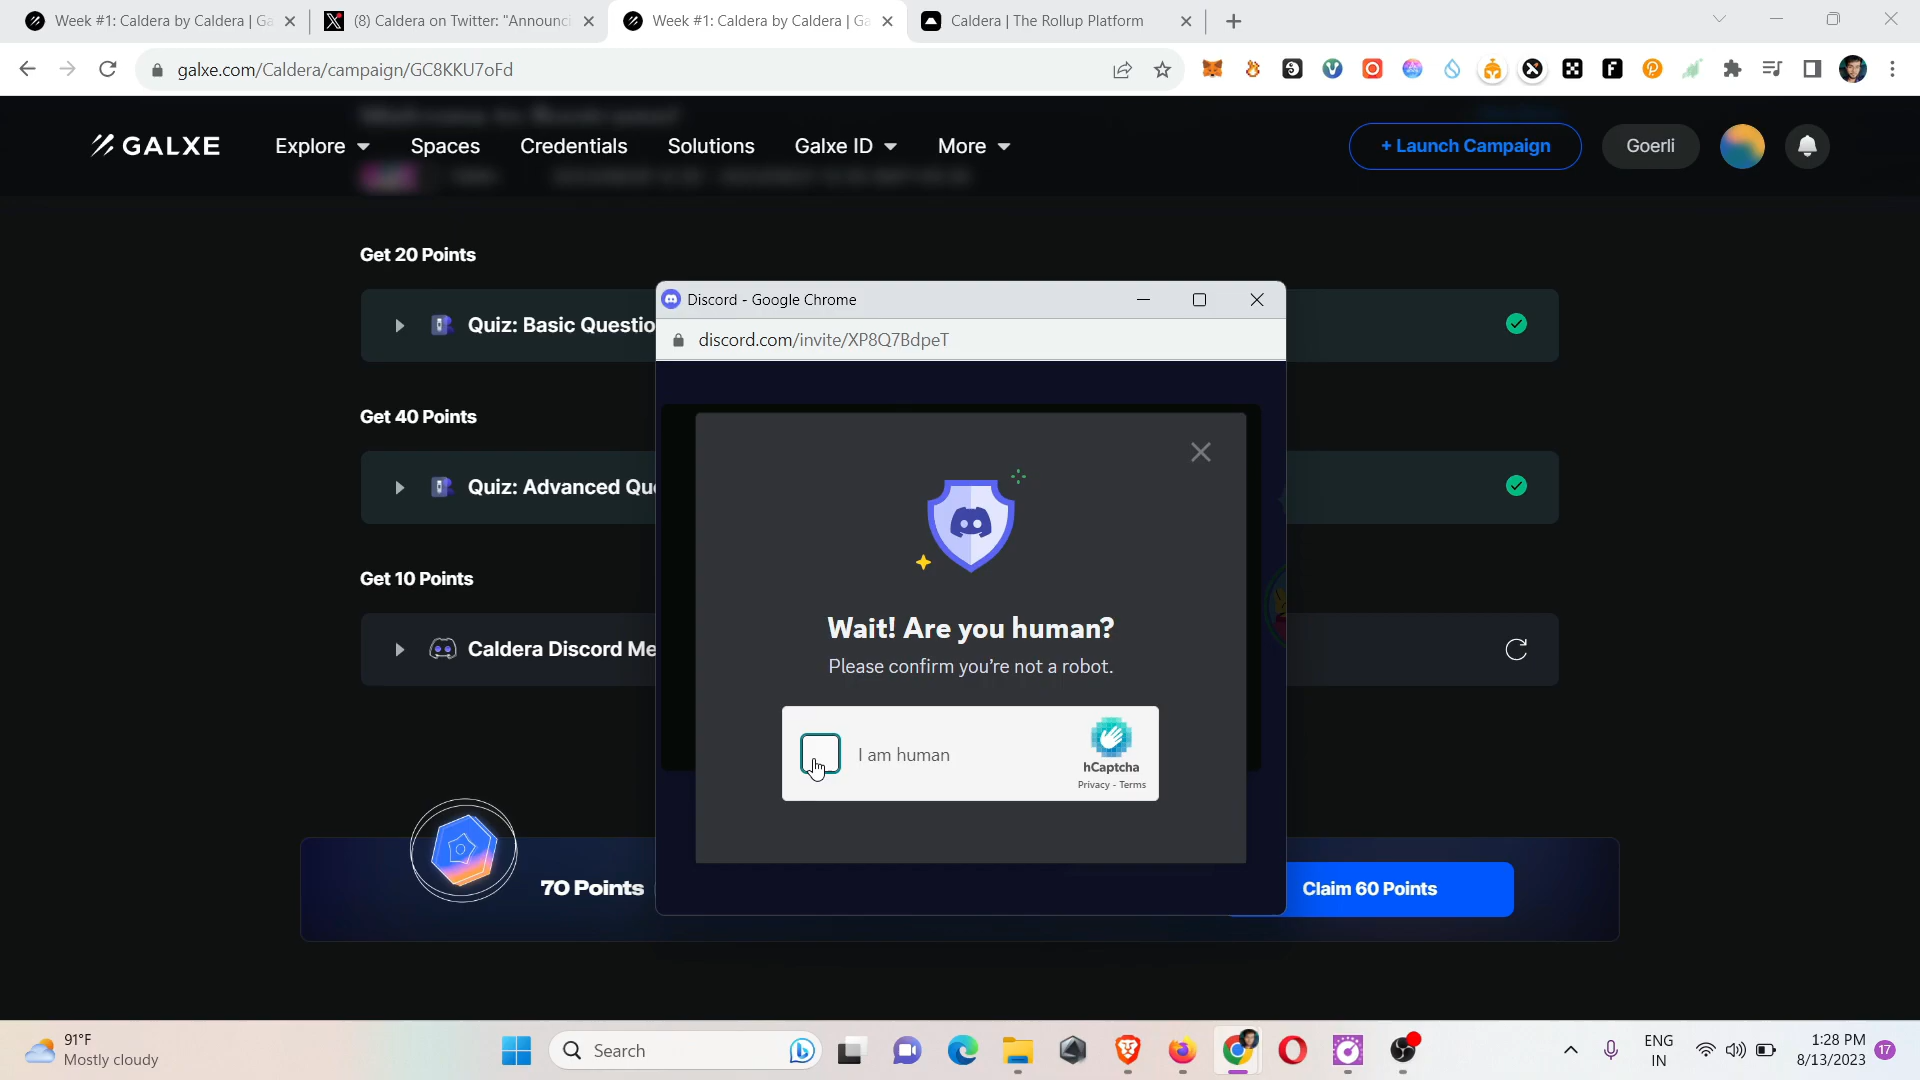 Week #1: Caldera by Caldera | Ga
(8) Caldera on Twitter: "Announci
Week #1: Caldera by Caldera | Ga
Caldera | The Rollup Platform
galxe.com/Caldera/campaign/GC8KKU7oFd
GALXE
Explore
Spaces
Credentials
Solutions
Galxe ID
More
+ Launch Campaign
Goerli
Get 20 Points
Quiz: Basic Questio
Get 40 Points
Quiz: Advanced Qu
Get 10 Points
Caldera Discord Me
70 Points
Claim 60 Points
Discord - Google Chrome
discord.com/invite/XP8Q7BdpeT
Wait! Are you human?
Please confirm you're not a robot.
I am human
hCaptcha
Privacy - Terms
91°F
Mostly cloudy
Search
ENG
IN
1:28 PM
8/13/2023
17